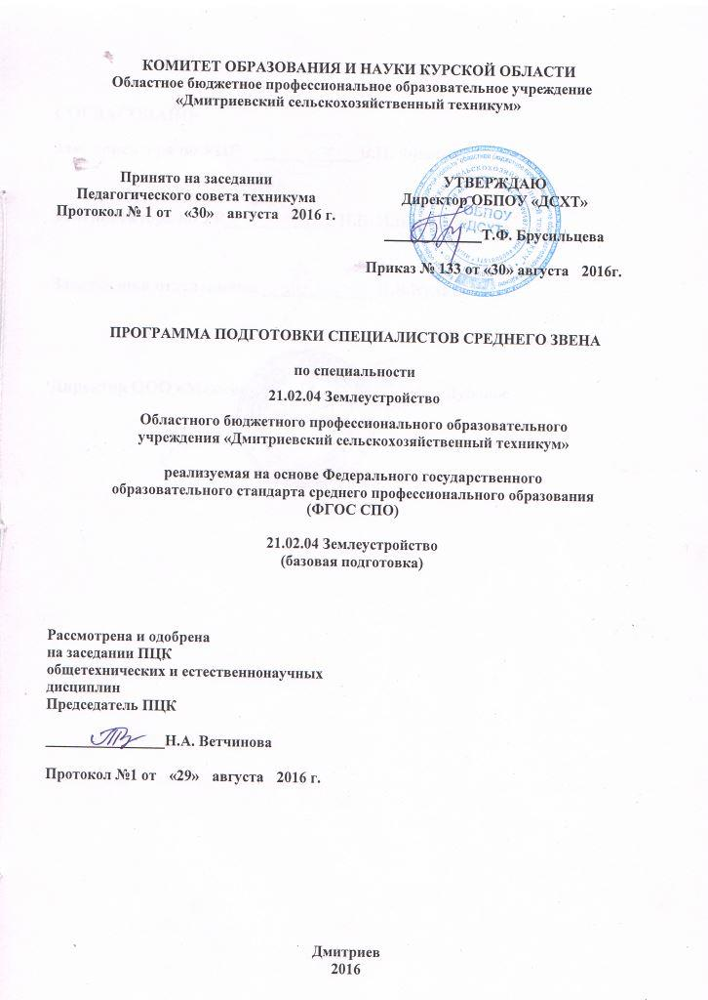 КОМИТЕТ ОБРАЗОВАНИЯ И НАУКИ КУРСКОЙ ОБЛАСТИ
Областное бюджетное профессиональное образовательное учреждение
«Дмитриевский сельскохозяйственный техникум»
Принято на заседании
Педагогического совета техникума
Протокол № 1 от «30» августа 2016 г.
УТВЕРЖДАЮ
Директор ОБПОУ «ДСХТ»
ОБПОУ
«ДСХТ»
Т.Ф. Брусильцева
Приказ № 133 от «30» августа 2016г.
ПРОГРАММА ПОДГОТОВКИ СПЕЦИАЛИСТОВ СРЕДНЕГО ЗВЕНА
по специальности
21.02.04 Землеустройство
Областного бюджетного профессионального образовательного
учреждения «Дмитриевский сельскохозяйственный техникум»
реализуемая на основе Федерального государственного
образовательного стандарта среднего профессионального образования
(ФГОС СПО)
21.02.04 Землеустройство
(базовая подготовка)
Рассмотрена и одобрена
на заседании ПЦК
общетехнических и естественнонаучных
дисциплин
Председатель ПЦК
Н.А. Ветчинова
Протокол №1 от «29» августа 2016 г.
Дмитриев
2016